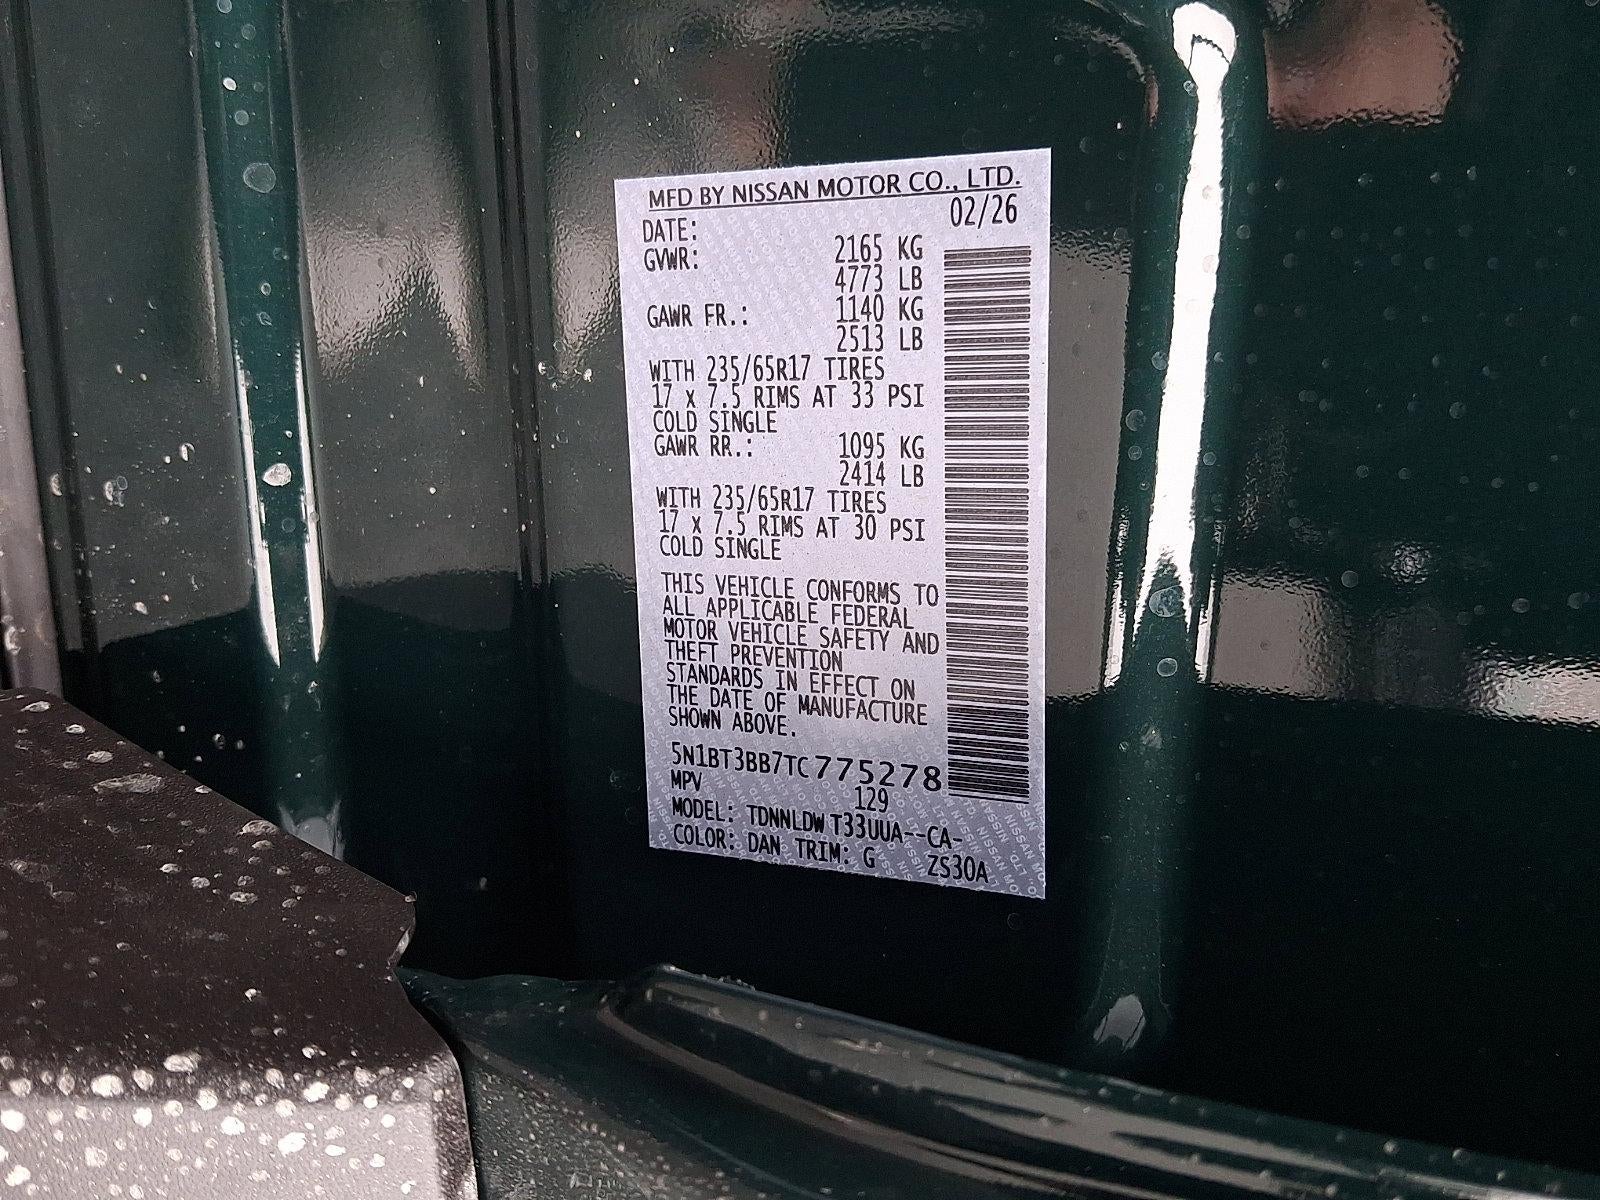 MFD BY NISSAN MOTOR CO., LTD.
DATE: 02/26
GVWR: 2165 KG
4773 LB
GAWR FR.: 1140 KG
2513 LB
WITH 235/65R17 TIRES
17 x 7.5 RIMS AT 33 PSI
COLD SINGLE
GAWR RR.: 1095 KG
2414 LB
WITH 235/65R17 TIRES
17 x 7.5 RIMS AT 30 PSI
COLD SINGLE
THIS VEHICLE CONFORMS TO
ALL APPLICABLE FEDERAL
MOTOR VEHICLE SAFETY AND
THEFT PREVENTION
STANDARDS IN EFFECT ON
THE DATE OF MANUFACTURE
SHOWN ABOVE.
5N1BT3BB7TC775278
MPV 129
MODEL: TDNNLDWT33UUA--CA-
COLOR: DAN TRIM: G ZS30A